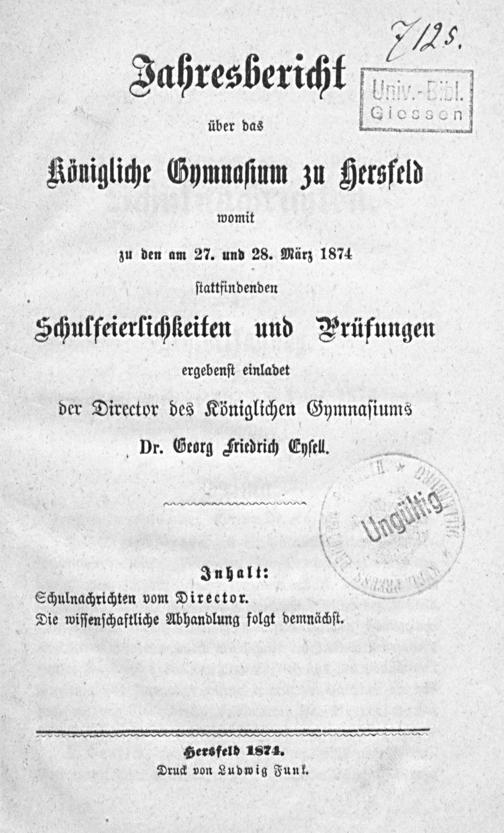 7125.
Univ.-Bibl.
Giessen
Jahresbericht
über das
Königliche Gymnasium zu Hersfeld
womit
zu den am 27. und 28. März 1874
stattfindenden
Schulfeierlichkeiten und Prüfungen
ergebenst einladet
der Director des Königlichen Gymnasiums
Dr. Georg Friedrich Eysell.
Ungültig
Inhalt:
Schulnachrichten vom Director.
Die wissenschaftliche Abhandlung folgt demnächst.
Hersfeld 1874.
Druck von Ludwig Funk.